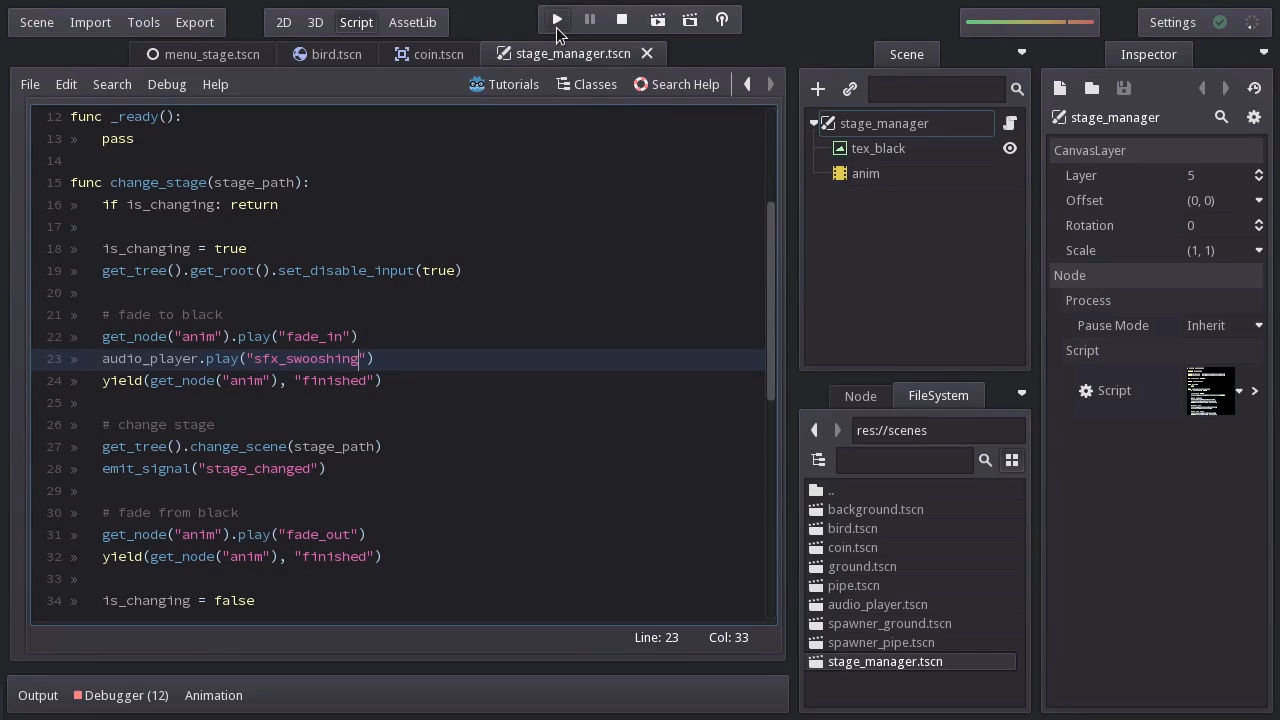 Scene Import Tools Export 2D 3D Script AssetLib Settings
menu_stage.tscn bird.tscn coin.tscn stage_manager.tscn
File Edit Search Debug Help Tutorials Classes Search Help
12 func _ready():
13 » pass
14
15 func change_stage(stage_path):
16 » if is_changing: return
17 »
18 » is_changing = true
19 » get_tree().get_root().set_disable_input(true)
20 »
21 » # fade to black
22 » get_node("anim").play("fade_in")
23 » audio_player.play("sfx_swooshing")
24 » yield(get_node("anim"), "finished")
25 »
26 » # change stage
27 » get_tree().change_scene(stage_path)
28 » emit_signal("stage_changed")
29 »
30 » # fade from black
31 » get_node("anim").play("fade_out")
32 » yield(get_node("anim"), "finished")
33 »
34 » is_changing = false
Line: 23 Col: 33
Output Debugger (12) Animation
Scene
stage_manager
tex_black
anim
Node FileSystem
res://scenes
..
background.tscn
bird.tscn
coin.tscn
ground.tscn
pipe.tscn
audio_player.tscn
spawner_ground.tscn
spawner_pipe.tscn
stage_manager.tscn
Inspector
stage_manager
CanvasLayer
Layer 5
Offset (0, 0)
Rotation 0
Scale (1, 1)
Node
Process
Pause Mode Inherit
Script
Script